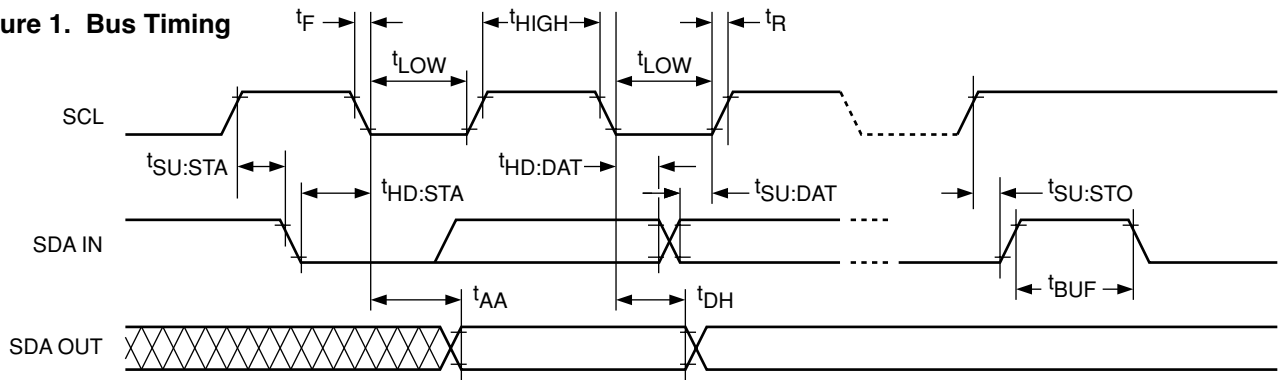 ure 1. Bus Timing
tF
tHIGH
tR
tLOW
tLOW
SCL
tSU:STA
tHD:STA
tHD:DAT
tSU:DAT
tSU:STO
SDA IN
tBUF
tAA
tDH
SDA OUT